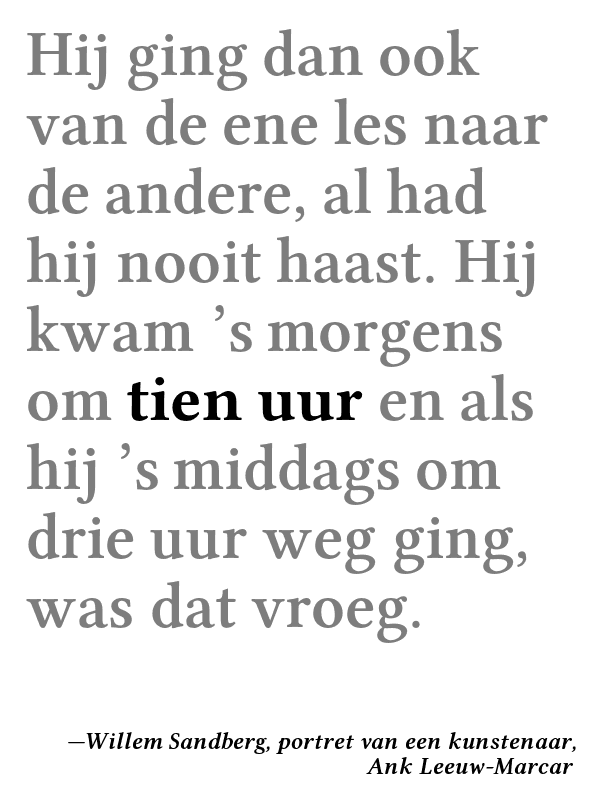 Hij ging dan ook
van de ene les naar
de andere, al had
hij nooit haast. Hij
kwam ’s morgens
om tien uur en als
hij ’s middags om
drie uur weg ging,
was dat vroeg.
—Willem Sandberg, portret van een kunstenaar,
Ank Leeuw-Marcar